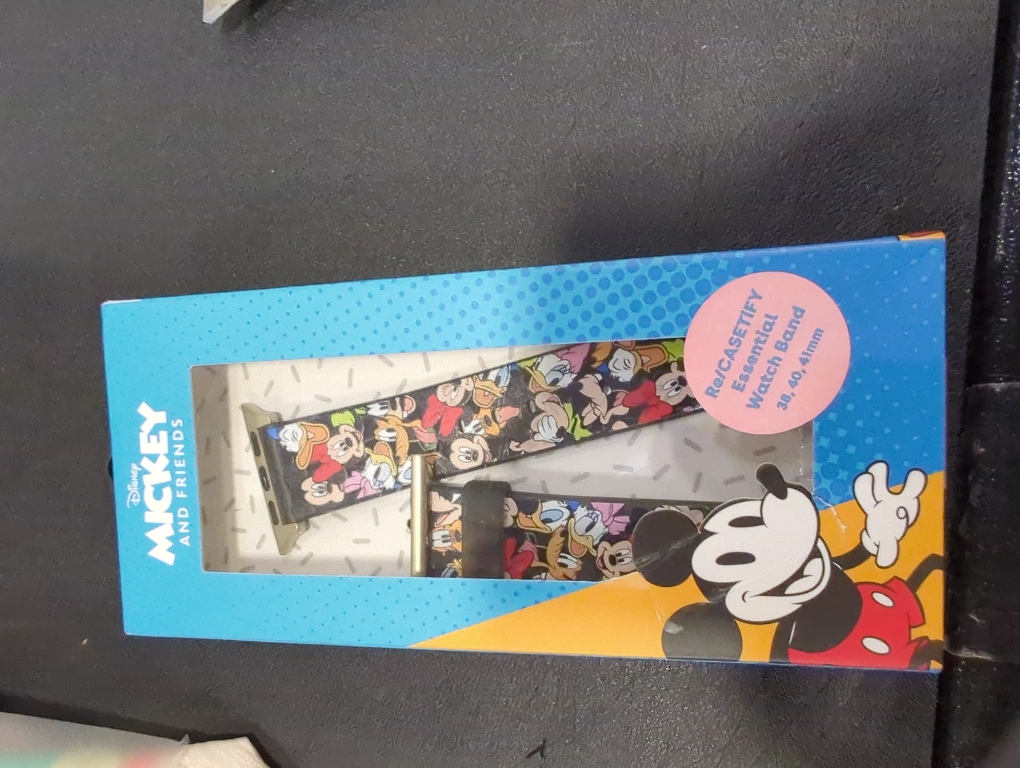 Disney
MICKEY
AND FRIENDS
Re/CASETiFY
Essential
Watch Band
38, 40, 41mm